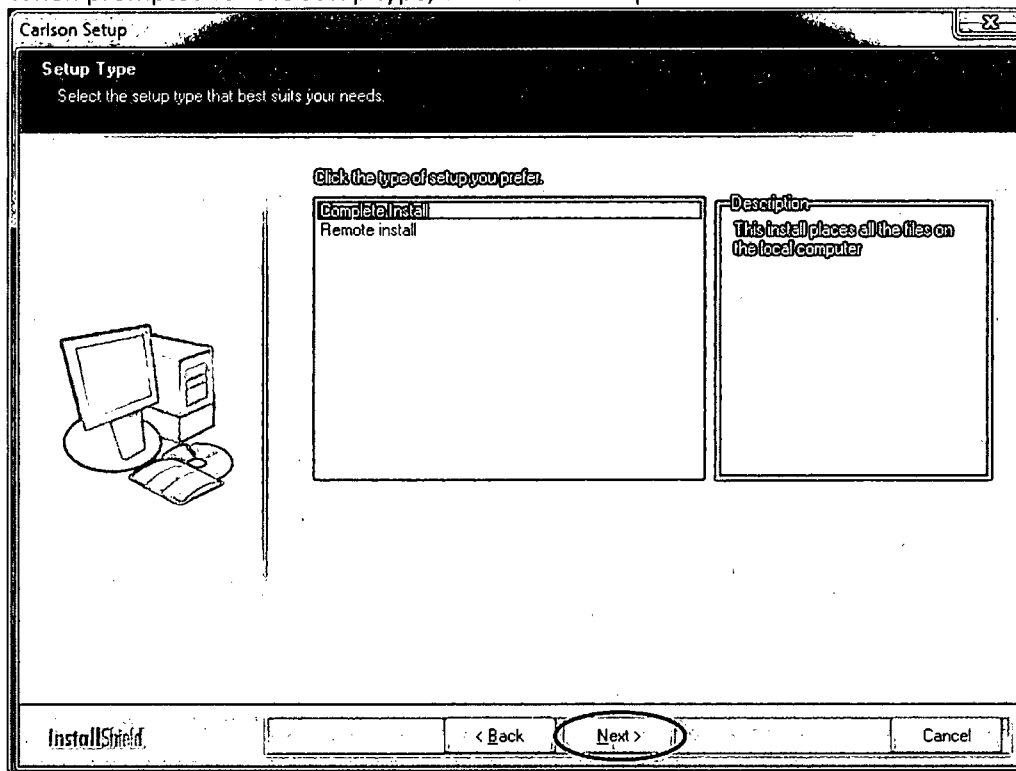 Carlson Setup
Setup Type
Select the setup type that best suits your needs.
Click the type of setup you prefer.
Complete Install
Remote install
Description
This install places all the files on
the local computer
InstallShield
< Back
Next >
Cancel